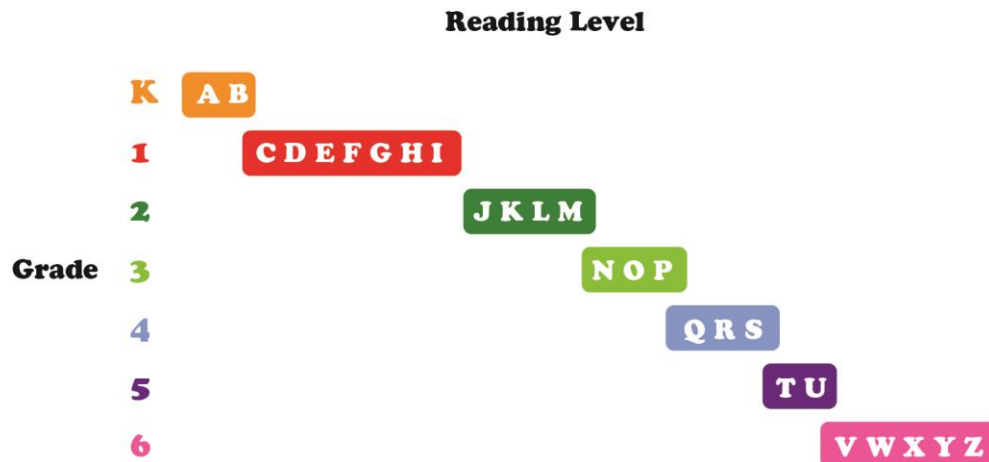 Reading Level
K A B
1 C D E F G H I
2 J K L M
Grade 3 N O P
4 Q R S
5 T U
6 V W X Y Z